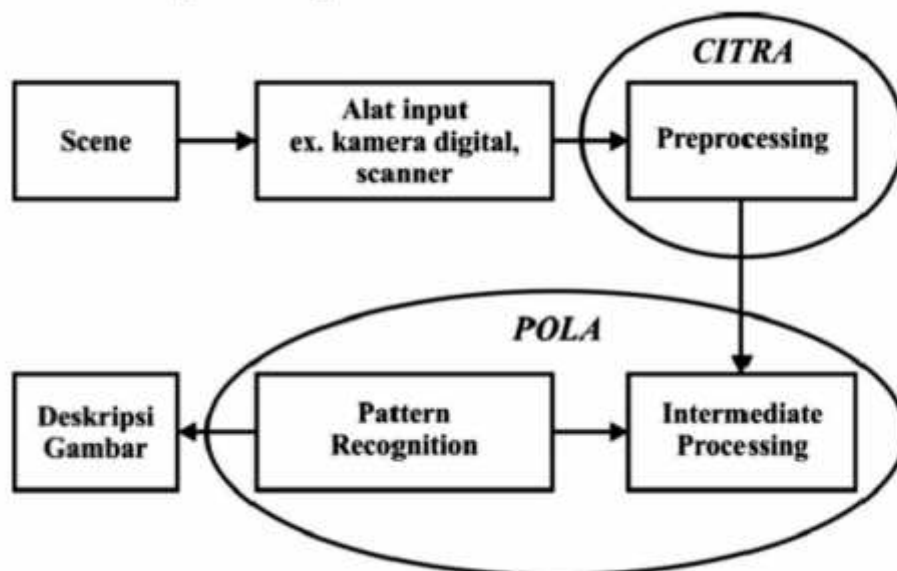 CITRA
Scene
Alat input
ex. kamera digital,
scanner
Preprocessing
POLA
Deskripsi
Gambar
Pattern
Recognition
Intermediate
Processing